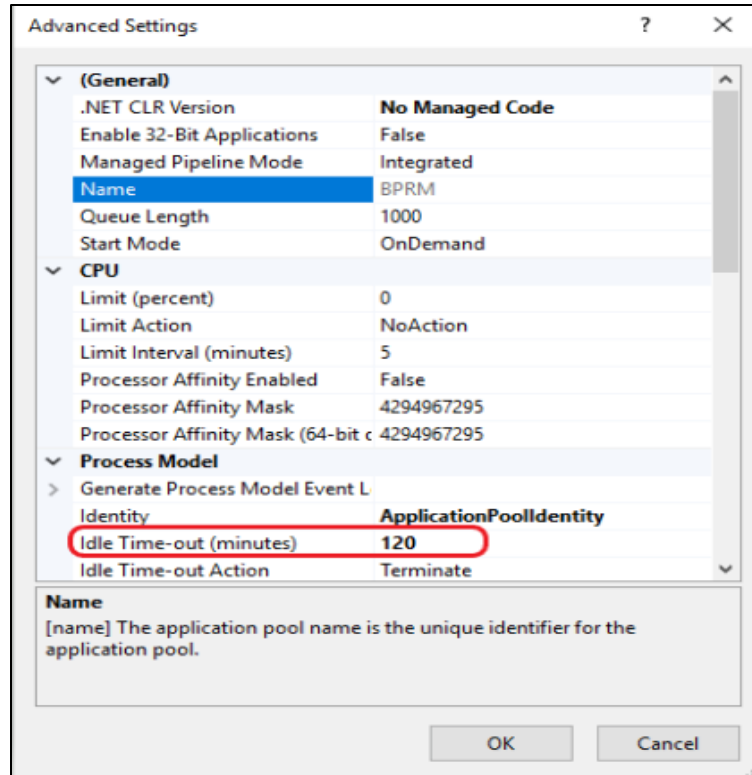 Advanced Settings ? ×
(General)
.NET CLR Version No Managed Code
Enable 32-Bit Applications False
Managed Pipeline Mode Integrated
Name BPRM
Queue Length 1000
Start Mode OnDemand
CPU
Limit (percent) 0
Limit Action NoAction
Limit Interval (minutes) 5
Processor Affinity Enabled False
Processor Affinity Mask 4294967295
Processor Affinity Mask (64-bit c 4294967295
Process Model
Generate Process Model Event L
Identity ApplicationPoolIdentity
Idle Time-out (minutes) 120
Idle Time-out Action Terminate
Name
[name] The application pool name is the unique identifier for the
application pool.
OK Cancel